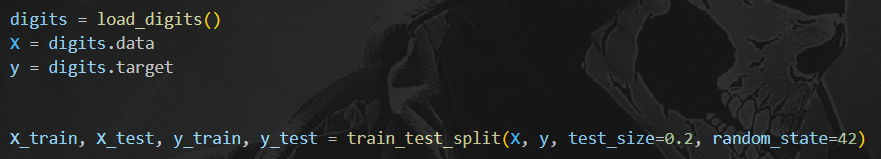 digits = load_digits()
X = digits.data
y = digits.target
X_train, X_test, y_train, y_test = train_test_split(X, y, test_size=0.2, random_state=42)